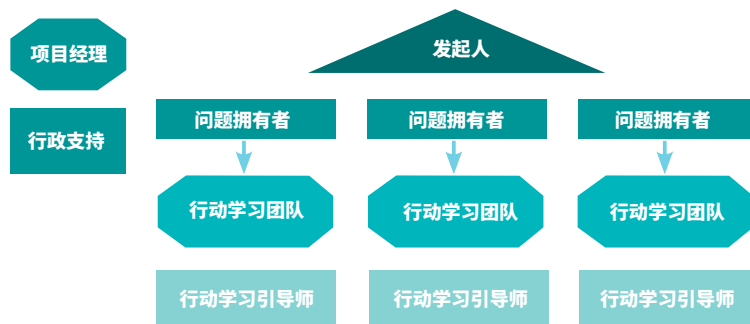 项目经理
发起人
行政支持
问题拥有者
问题拥有者
问题拥有者
行动学习团队
行动学习团队
行动学习团队
行动学习引导师
行动学习引导师
行动学习引导师